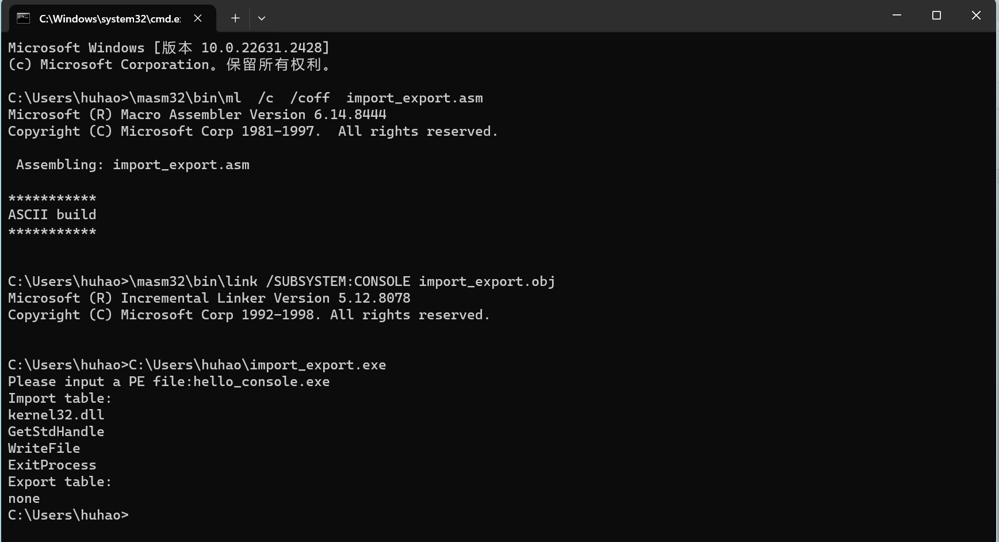 C:\Windows\system32\cmd.e
Microsoft Windows [版本 10.0.22631.2428]
(c) Microsoft Corporation。保留所有权利。
C:\Users\huhao>\masm32\bin\ml  /c  /coff  import_export.asm
Microsoft (R) Macro Assembler Version 6.14.8444
Copyright (C) Microsoft Corp 1981-1997.  All rights reserved.
 Assembling: import_export.asm
***********
ASCII build
***********
C:\Users\huhao>\masm32\bin\link /SUBSYSTEM:CONSOLE import_export.obj
Microsoft (R) Incremental Linker Version 5.12.8078
Copyright (C) Microsoft Corp 1992-1998. All rights reserved.
C:\Users\huhao>C:\Users\huhao\import_export.exe
Please input a PE file:hello_console.exe
Import table:
kernel32.dll
GetStdHandle
WriteFile
ExitProcess
Export table:
none
C:\Users\huhao>